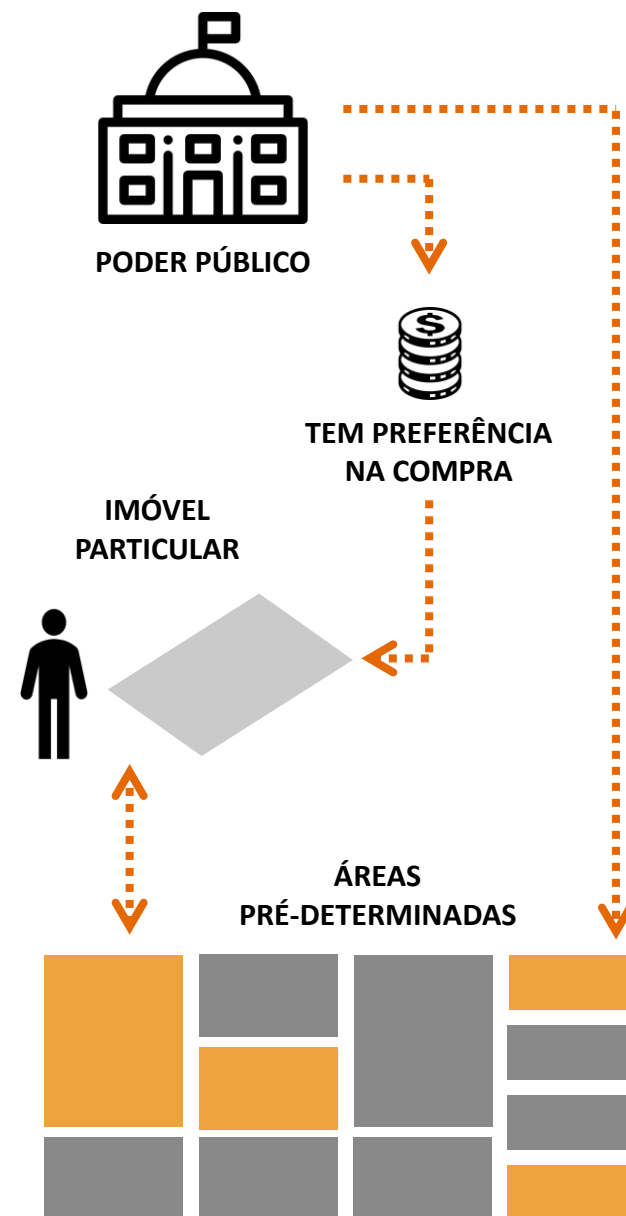 PODER PÚBLICO
$
TEM PREFERÊNCIA
NA COMPRA
IMÓVEL
PARTICULAR
ÁREAS
PRÉ-DETERMINADAS